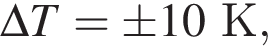 ΔT = ±10 K,